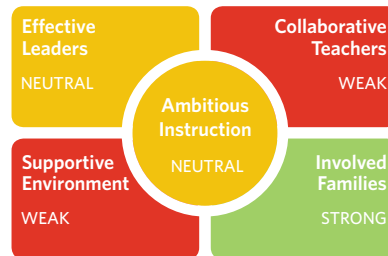 Effective
Leaders
NEUTRAL
Collaborative
Teachers
WEAK
Ambitious
Instruction
NEUTRAL
Supportive
Environment
WEAK
Involved
Families
STRONG